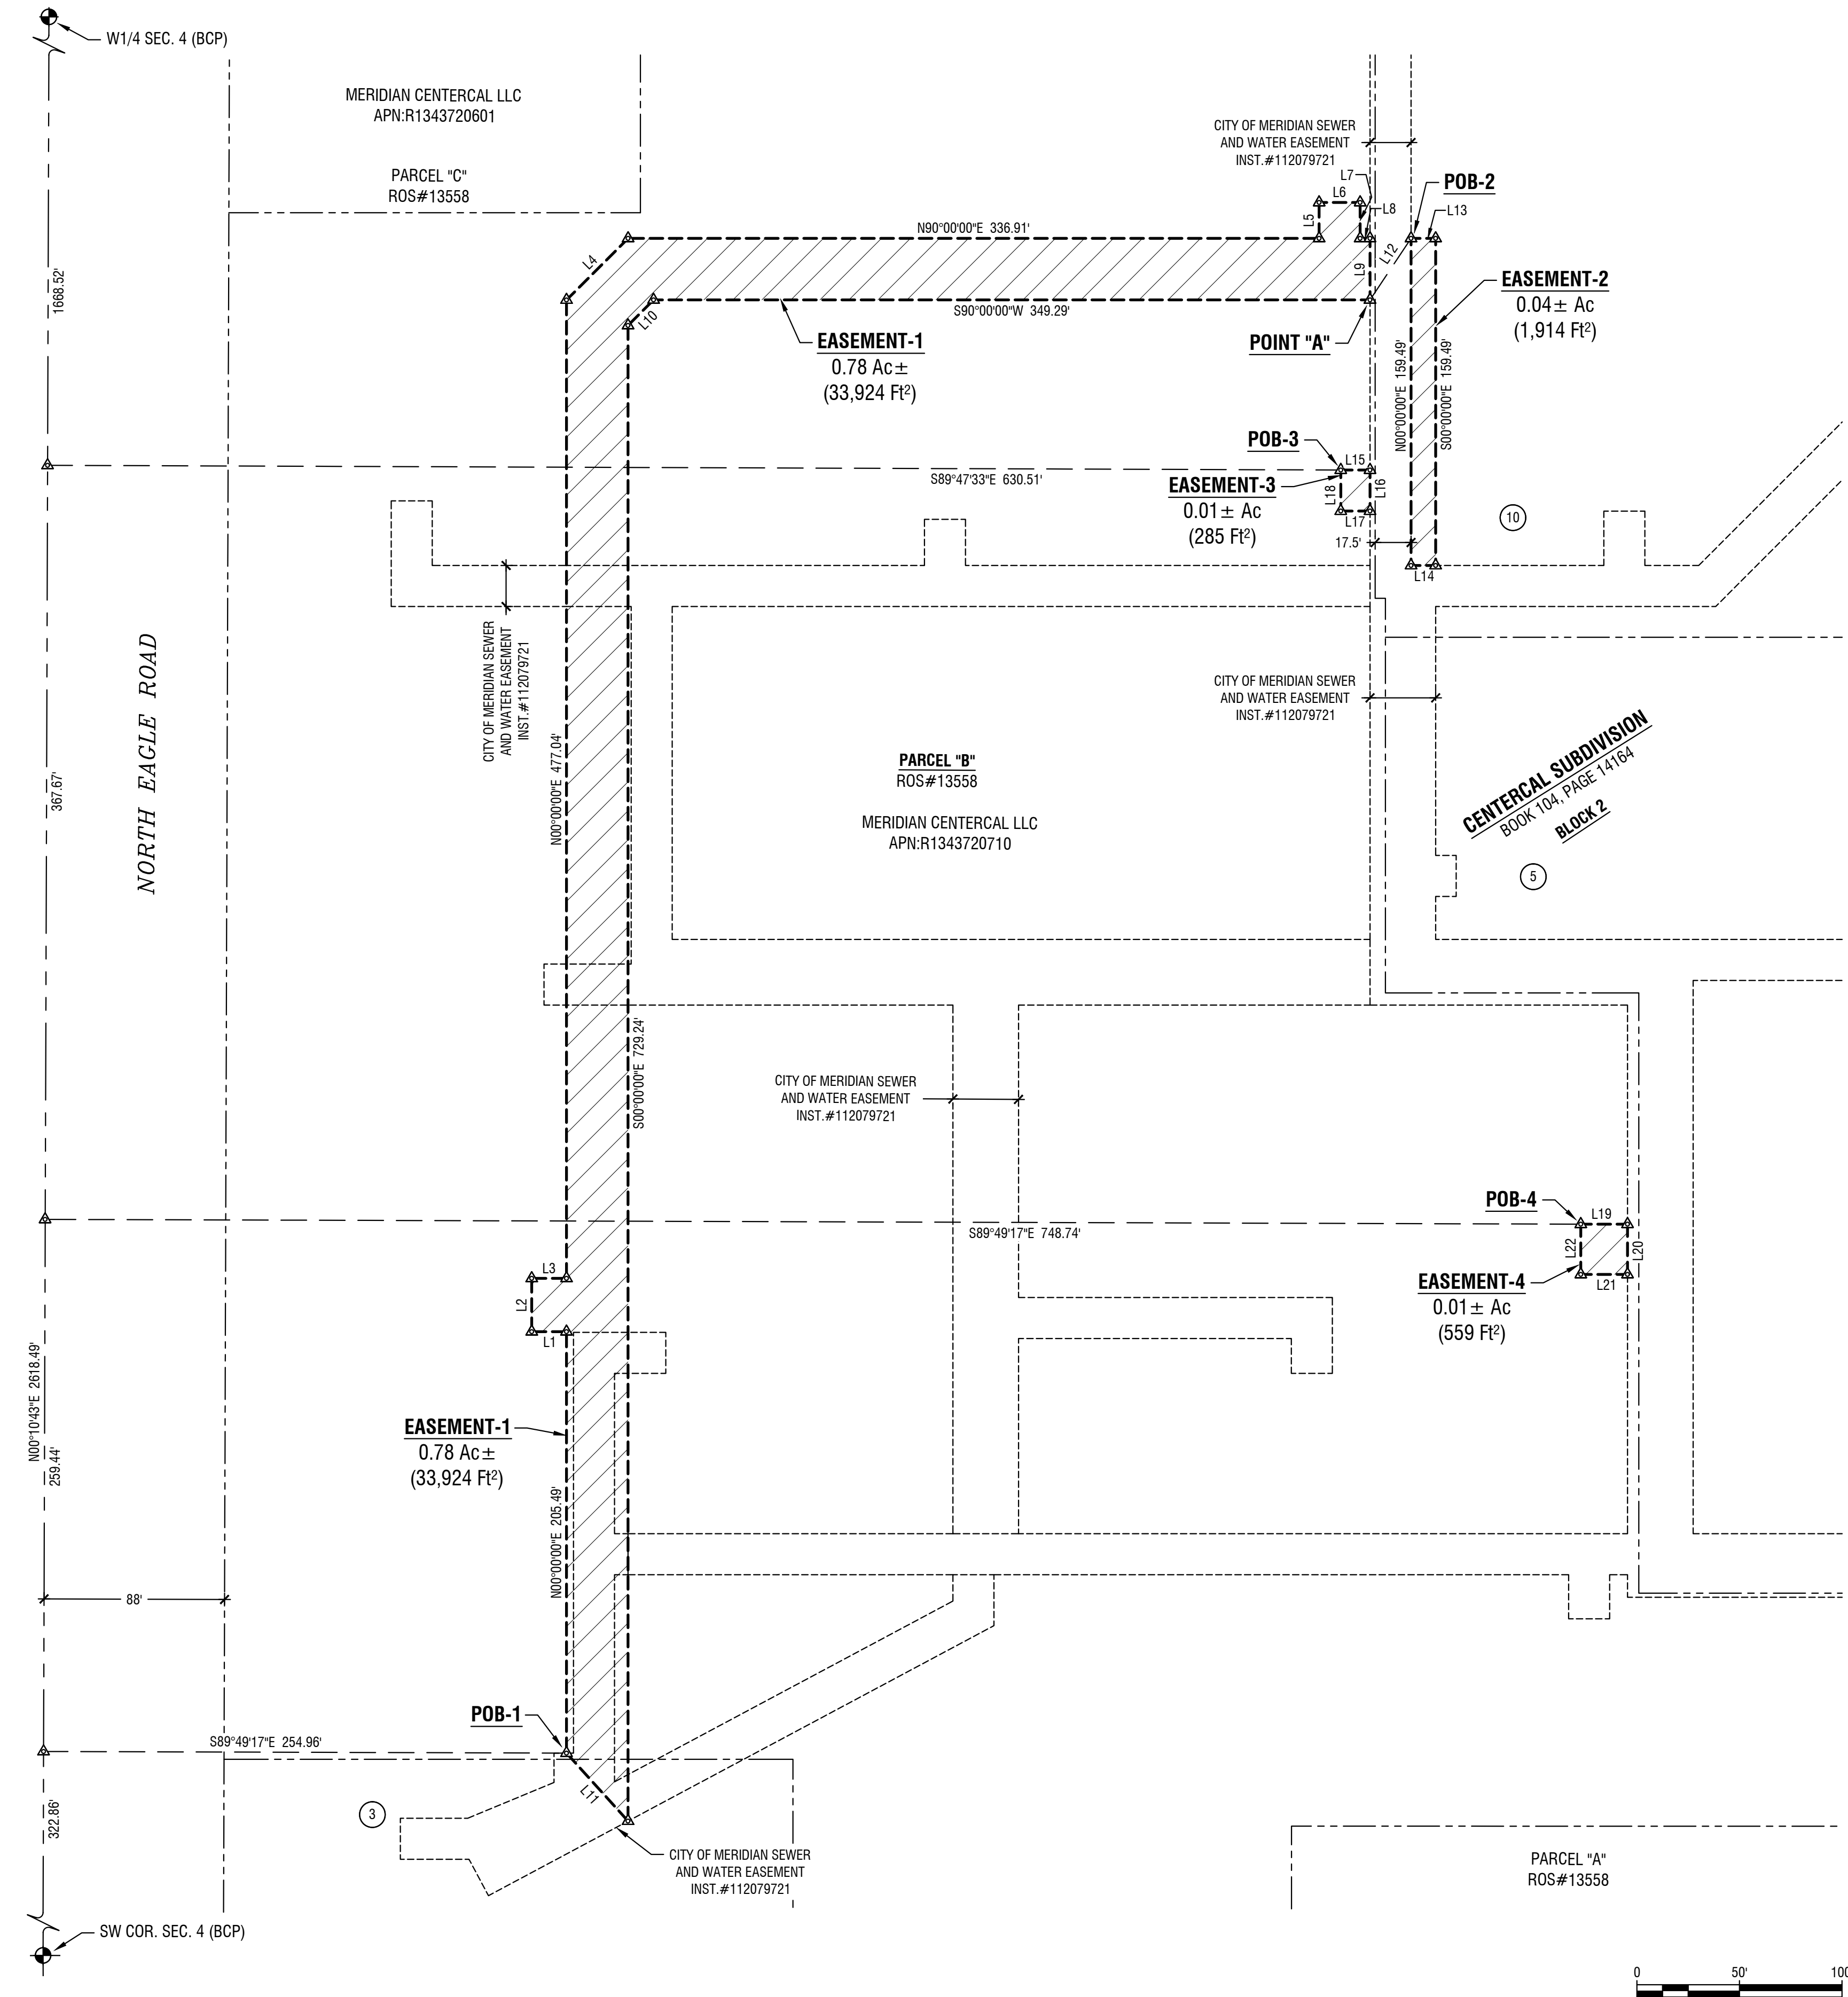 W1/4 SEC. 4 (BCP)
MERIDIAN CENTERCAL LLC
APN:R1343720601
PARCEL "C"
ROS#13558
CITY OF MERIDIAN SEWER
AND WATER EASEMENT
INST.#112079721
L7
L6
L5
L8
POB-2
L13
N90°00'00"E 336.91'
L4
L9
L12
S90°00'00"W 349.29'
L10
1668.52'
EASEMENT-1
0.78 Ac±
(33,924 Ft²)
POINT "A"
EASEMENT-2
0.04± Ac
(1,914 Ft²)
N00°00'00"E 159.49'
S00°00'00"E 159.49'
POB-3
L15
S89°47'33"E 630.51'
EASEMENT-3
0.01± Ac
(285 Ft²)
L18
L16
L17
17.5'
10
L14
CITY OF MERIDIAN SEWER
AND WATER EASEMENT
INST.#112079721
NORTH EAGLE ROAD
367.67'
N00°00'00"E 477.04'
CITY OF MERIDIAN SEWER
AND WATER EASEMENT
INST.#112079721
PARCEL "B"
ROS#13558
MERIDIAN CENTERCAL LLC
APN:R1343720710
CENTERCAL SUBDIVISION
BOOK 104, PAGE 14164
BLOCK 2
5
S00°00'00"E 729.24'
CITY OF MERIDIAN SEWER
AND WATER EASEMENT
INST.#112079721
POB-4
L19
S89°49'17"E 748.74'
L22
L20
L21
EASEMENT-4
0.01± Ac
(559 Ft²)
L3
L2
L1
N00°10'43"E 2618.49'
259.44'
EASEMENT-1
0.78 Ac±
(33,924 Ft²)
N00°00'00"E 205.49'
88'
POB-1
S89°49'17"E 254.96'
L11
322.86'
3
CITY OF MERIDIAN SEWER
AND WATER EASEMENT
INST.#112079721
PARCEL "A"
ROS#13558
SW COR. SEC. 4 (BCP)
0 50' 100